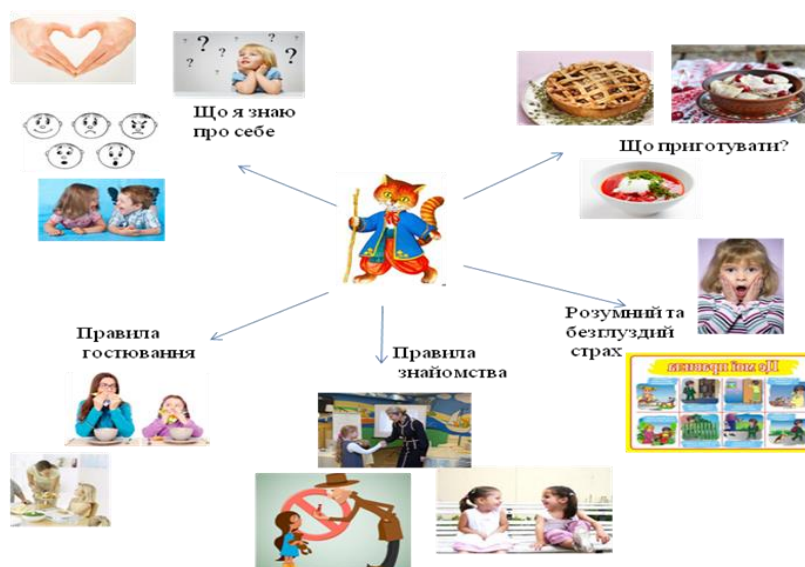 Що я знаю
про себе
Що приготувати?
Розумний та
безглуздий
страх
Правила
гостювання
Правила
знайомства